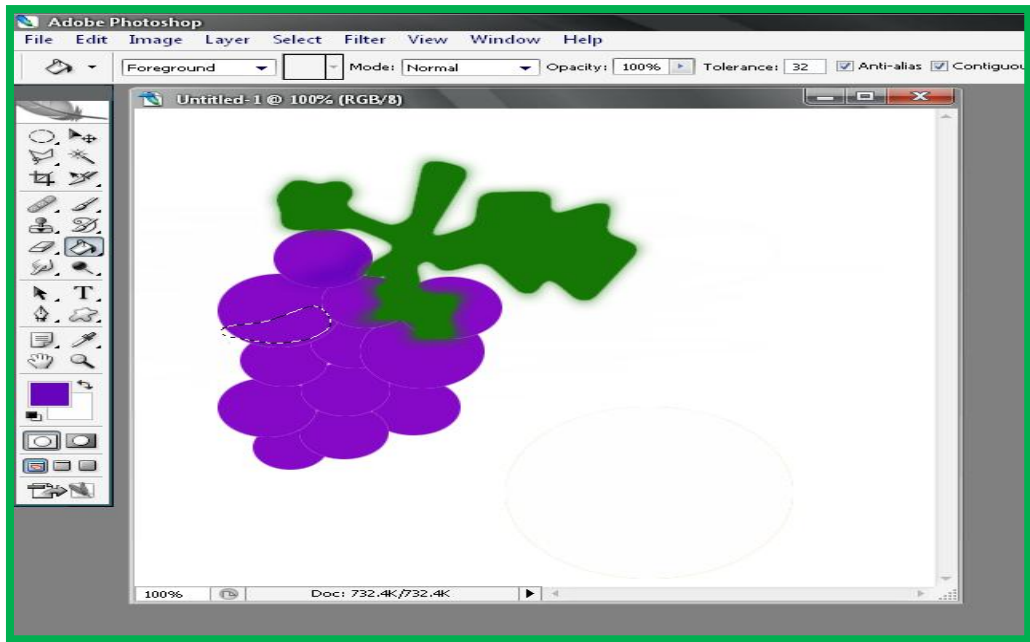 Adobe Photoshop
File Edit Image Layer Select Filter View Window Help
Foreground Mode: Normal Opacity: 100% Tolerance: 32 Anti-alias Contiguou
Untitled-1 @ 100% (RGB/8)
T
100% Doc: 732.4K/732.4K